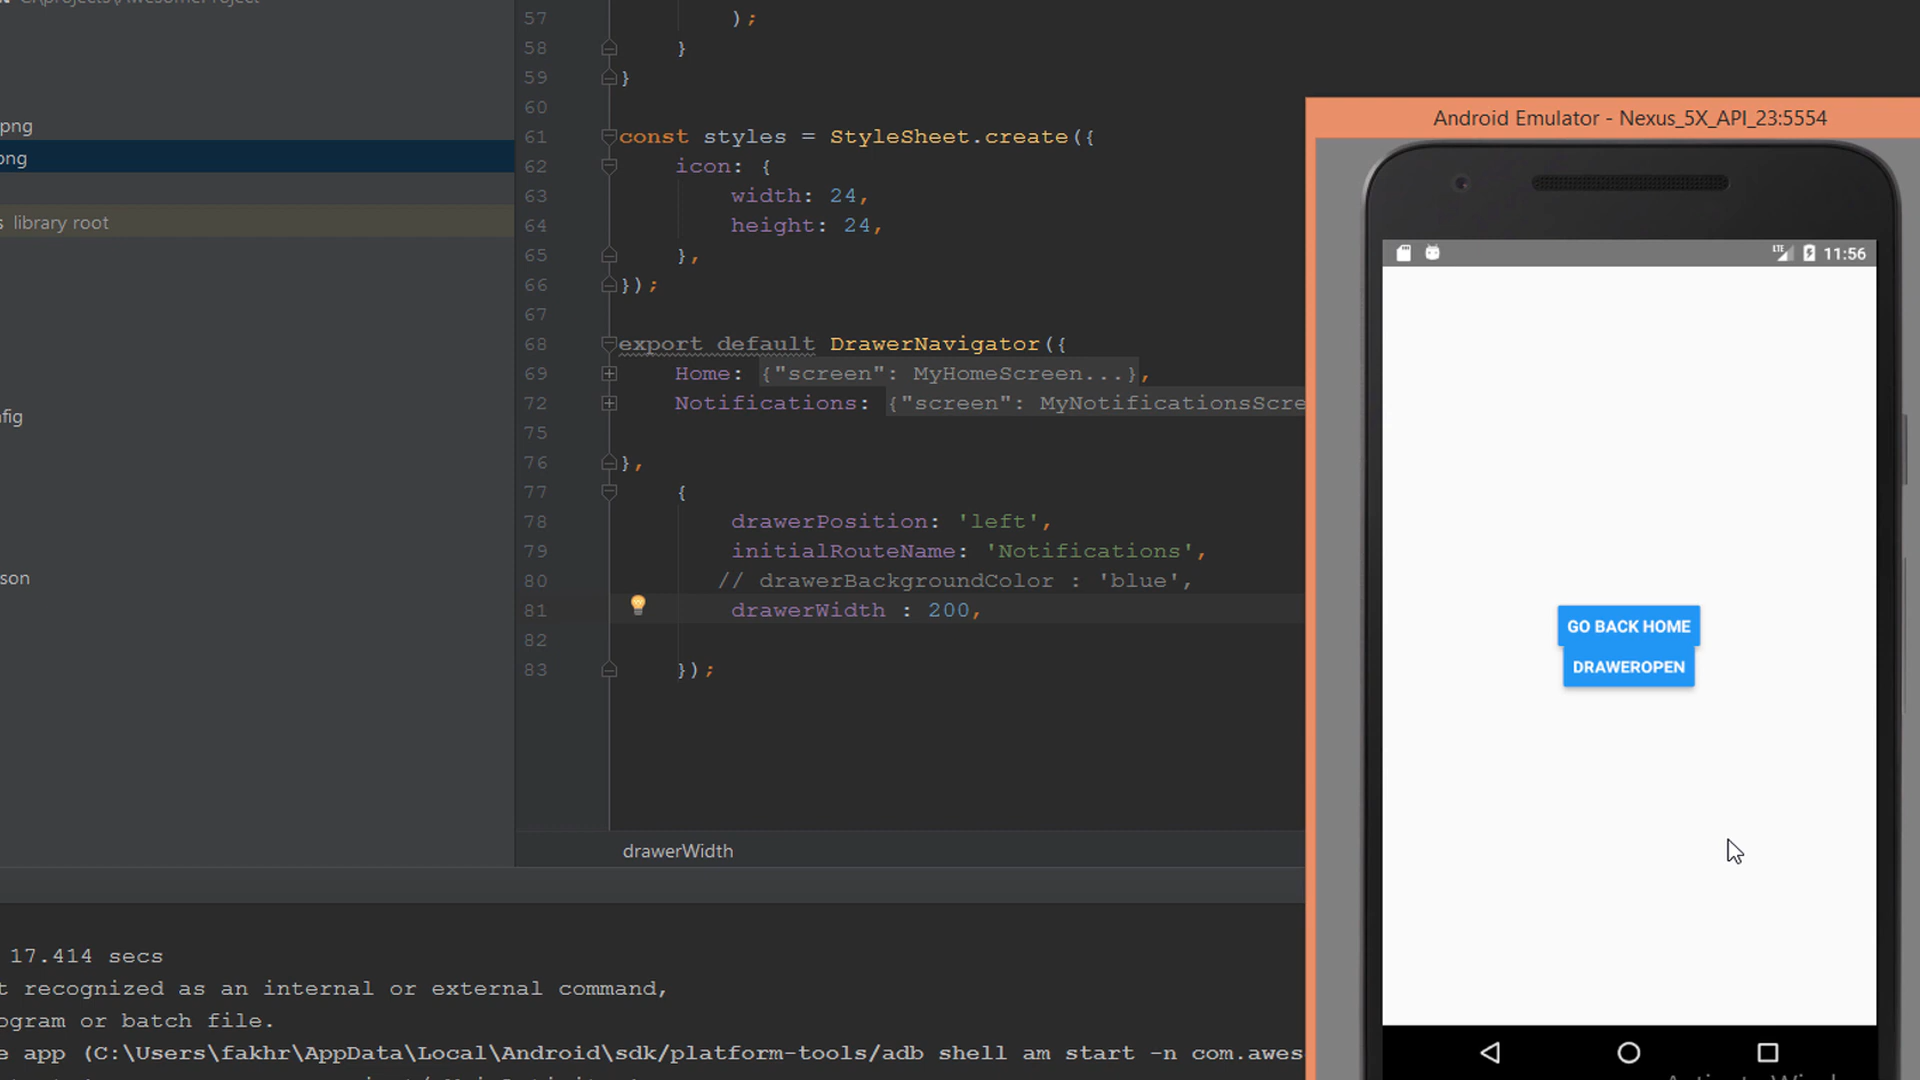 C:\projects\AwesomeProject
png
png
s library root
nfig
son
57 );
58 }
59 }
60
61 const styles = StyleSheet.create({
62 icon: {
63 width: 24,
64 height: 24,
65 },
66 });
67
68 export default DrawerNavigator({
69 Home: {"screen": MyHomeScreen...},
72 Notifications: {"screen": MyNotificationsScre
75
76 },
77 {
78 drawerPosition: 'left',
79 initialRouteName: 'Notifications',
80 // drawerBackgroundColor : 'blue',
81 drawerWidth : 200,
82
83 });
drawerWidth
17.414 secs
t recognized as an internal or external command,
ogram or batch file.
e app (C:\Users\fakhr\AppData\Local\Android\sdk/platform-tools/adb shell am start -n com.awes
Android Emulator - Nexus_5X_API_23:5554
LTE 11:56
GO BACK HOME
DRAWEROPEN